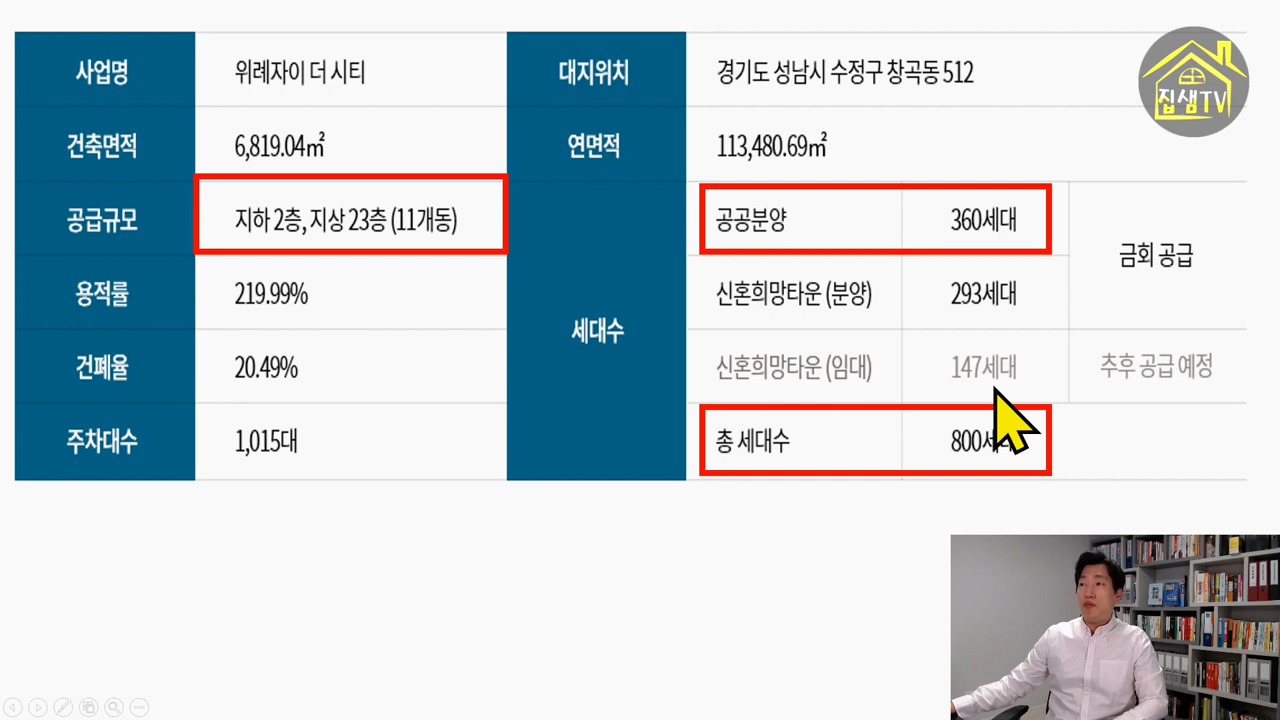 사업명 위례자이 더 시티 대지위치 경기도 성남시 수정구 창곡동 512
집샘TV
건축면적 6,819.04㎡ 연면적 113,480.69㎡
공급규모 지하 2층, 지상 23층 (11개동) 세대수 공공분양 360세대 금회 공급
용적률 219.99% 신혼희망타운 (분양) 293세대
건폐율 20.49% 신혼희망타운 (임대) 147세대 추후 공급 예정
주차대수 1,015대 총 세대수 800세대